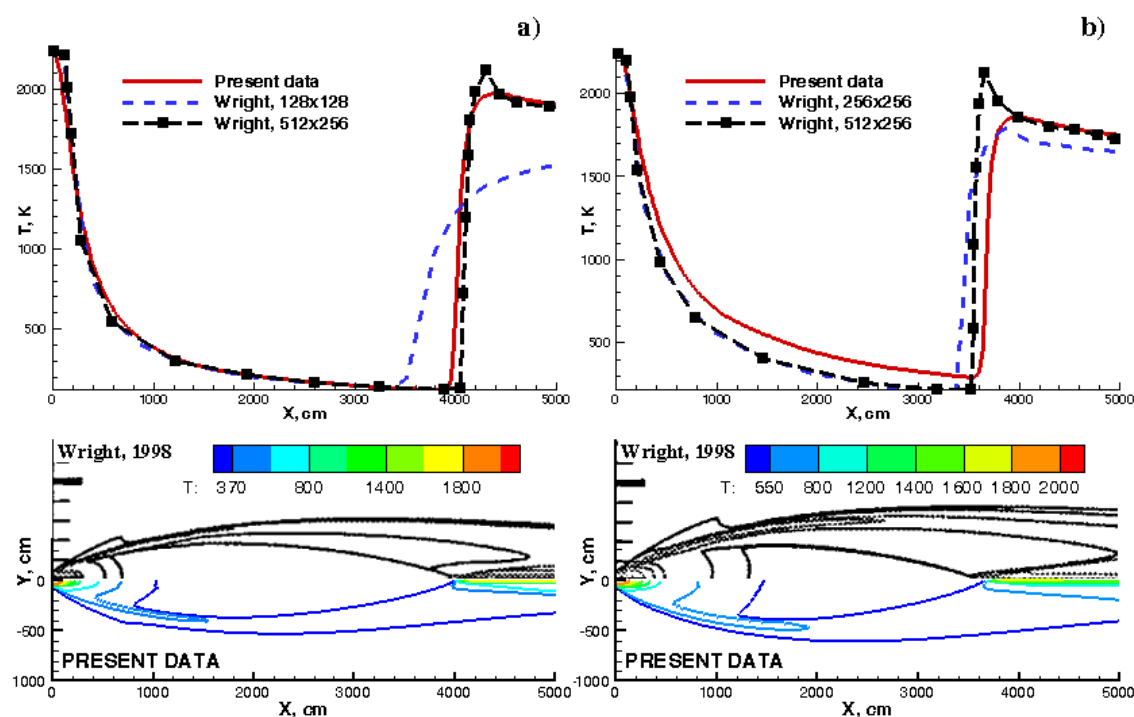 a)
Present data
Wright, 128x128
Wright, 512x256
T, K
2000
1500
1000
500
0 1000 2000 3000 4000 5000
X, cm
b)
Present data
Wright, 256x256
Wright, 512x256
T, K
2000
1500
1000
500
0 1000 2000 3000 4000 5000
X, cm
Wright, 1998
T: 370 800 1400 1800
Y, cm
0
-500
-1000
PRESENT DATA
0 1000 2000 3000 4000 5000
X, cm
Wright, 1998
T: 550 800 1200 1400 1600 1800 2000
Y, cm
0
-500
-1000
PRESENT DATA
0 1000 2000 3000 4000 5000
X, cm